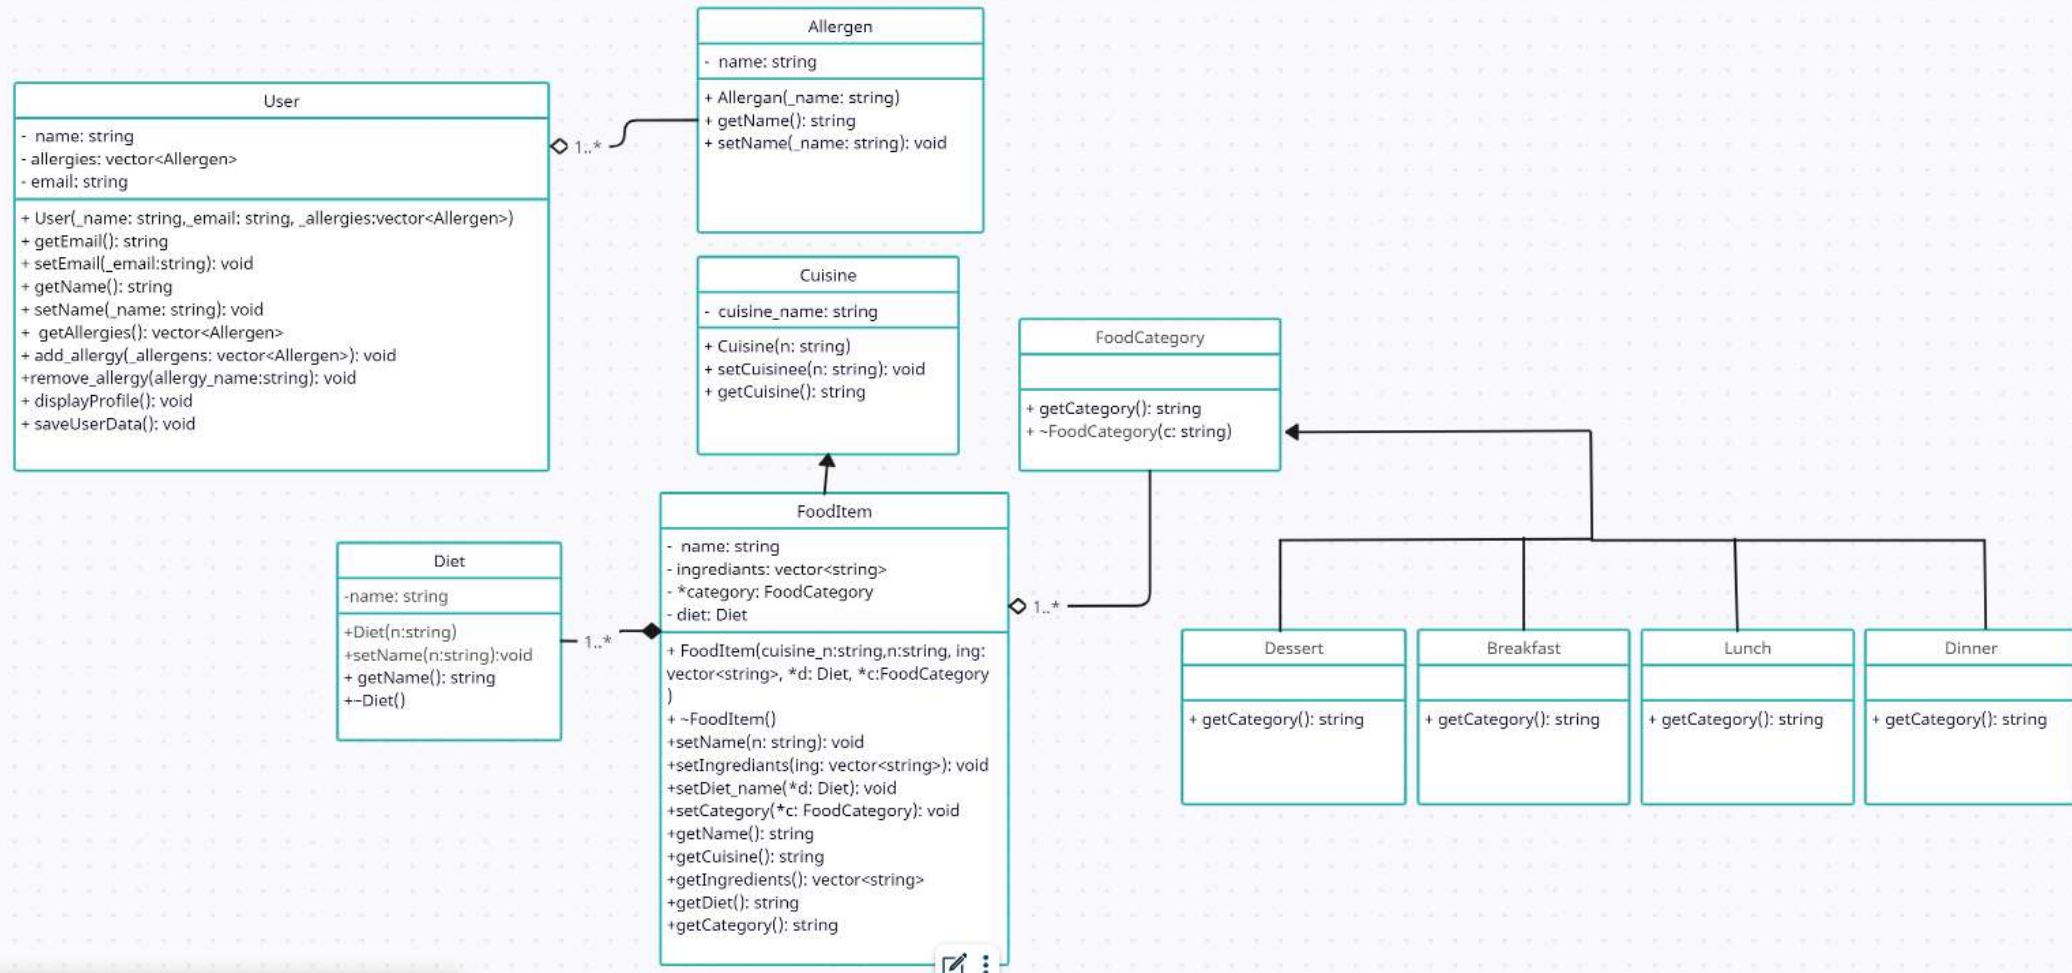 Allergen
- name: string
+ Allergan(_name: string)
+ getName(): string
+ setName(_name: string): void
User
- name: string
- allergies: vector<Allergen>
- email: string
+ User(_name: string,_email: string, _allergies:vector<Allergen>)
+ getEmail(): string
+ setEmail(_email:string): void
+ getName(): string
+ setName(_name: string): void
+ getAllergies(): vector<Allergen>
+ add_allergy(_allergens: vector<Allergen>): void
+remove_allergy(allergy_name:string): void
+ displayProfile(): void
+ saveUserData(): void
1..*
Cuisine
- cuisine_name: string
+ Cuisine(n: string)
+ setCuisinee(n: string): void
+ getCuisine(): string
FoodCategory
+ getCategory(): string
+ ~FoodCategory(c: string)
Diet
-name: string
+Diet(n:string)
+setName(n:string):void
+ getName(): string
+~Diet()
1..*
FoodItem
- name: string
- ingrediants: vector<string>
- *category: FoodCategory
- diet: Diet
+ FoodItem(cuisine_n:string,n:string, ing:
vector<string>, *d: Diet, *c:FoodCategory
)
+ ~FoodItem()
+setName(n: string): void
+setIngrediants(ing: vector<string>): void
+setDiet_name(*d: Diet): void
+setCategory(*c: FoodCategory): void
+getName(): string
+getCuisine(): string
+getIngredients(): vector<string>
+getDiet(): string
+getCategory(): string
1..*
Dessert
+ getCategory(): string
Breakfast
+ getCategory(): string
Lunch
+ getCategory(): string
Dinner
+ getCategory(): string